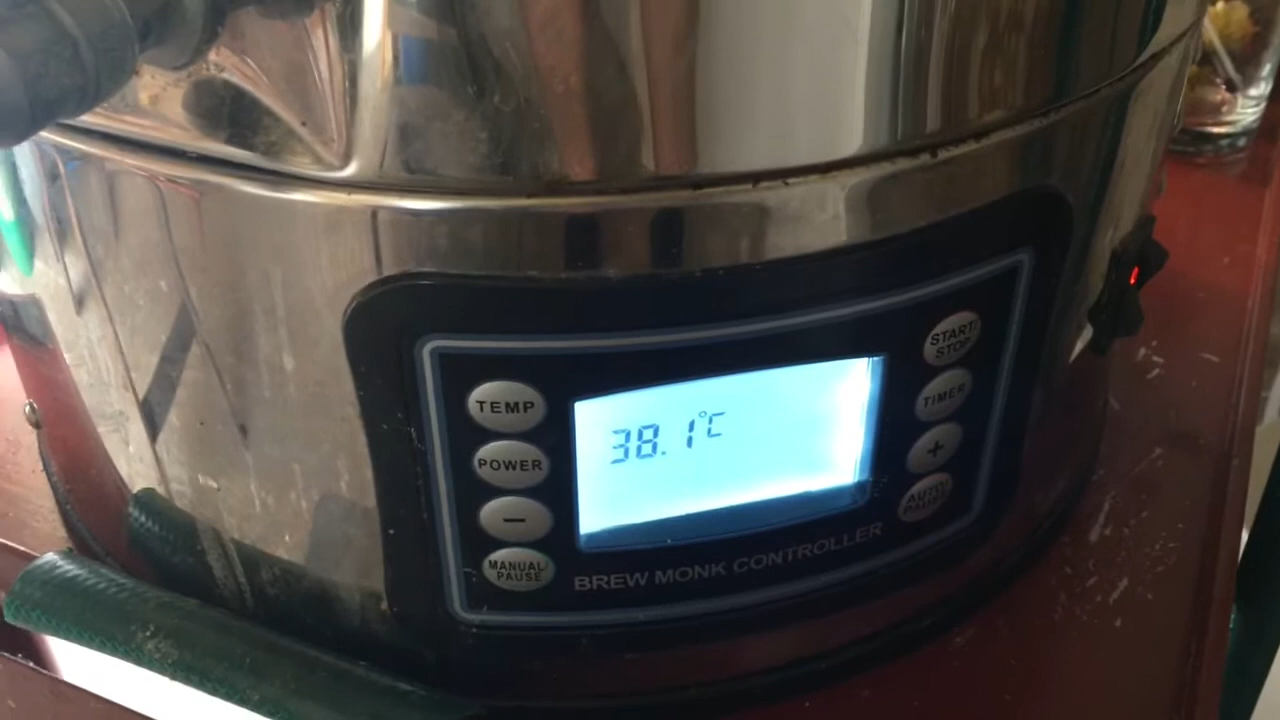 TEMP
POWER
−
MANUAL/
PAUSE
38.1°C
START/
STOP
TIMER
+
AUTO/
PAUSE
BREW MONK CONTROLLER